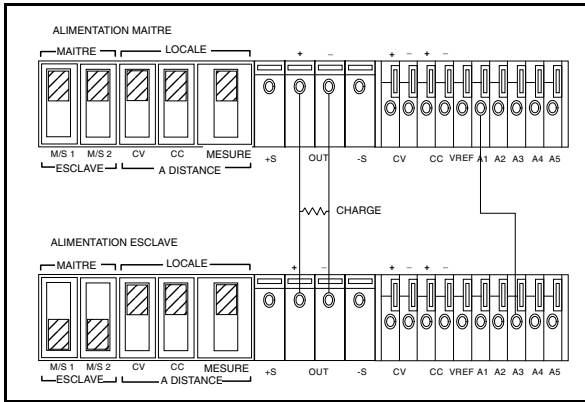 ALIMENTATION MAITRE
MAITRE LOCALE + − + − + −
M/S 1 M/S 2 CV CC MESURE +S OUT -S CV CC VREF A1 A2 A3 A4 A5
ESCLAVE A DISTANCE
CHARGE
ALIMENTATION ESCLAVE
MAITRE LOCALE + − + − + −
M/S 1 M/S 2 CV CC MESURE +S OUT -S CV CC VREF A1 A2 A3 A4 A5
ESCLAVE A DISTANCE